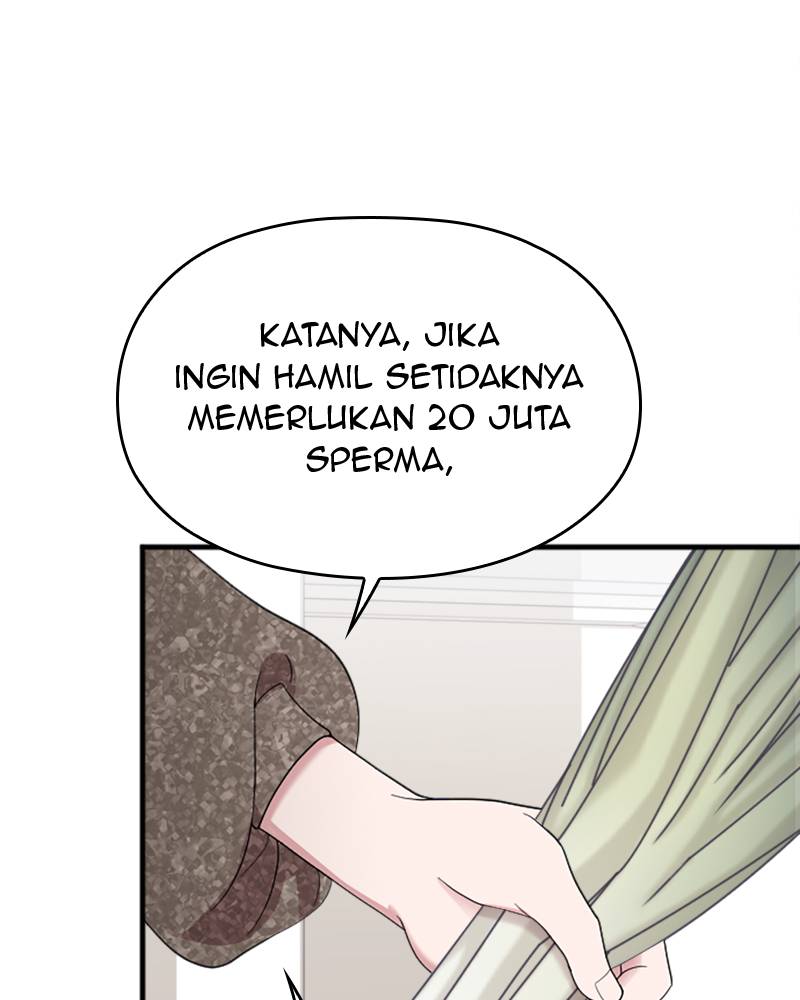 KATANYA, JIKA
INGIN HAMIL SETIDAKNYA
MEMERLUKAN 20 JUTA
SPERMA,